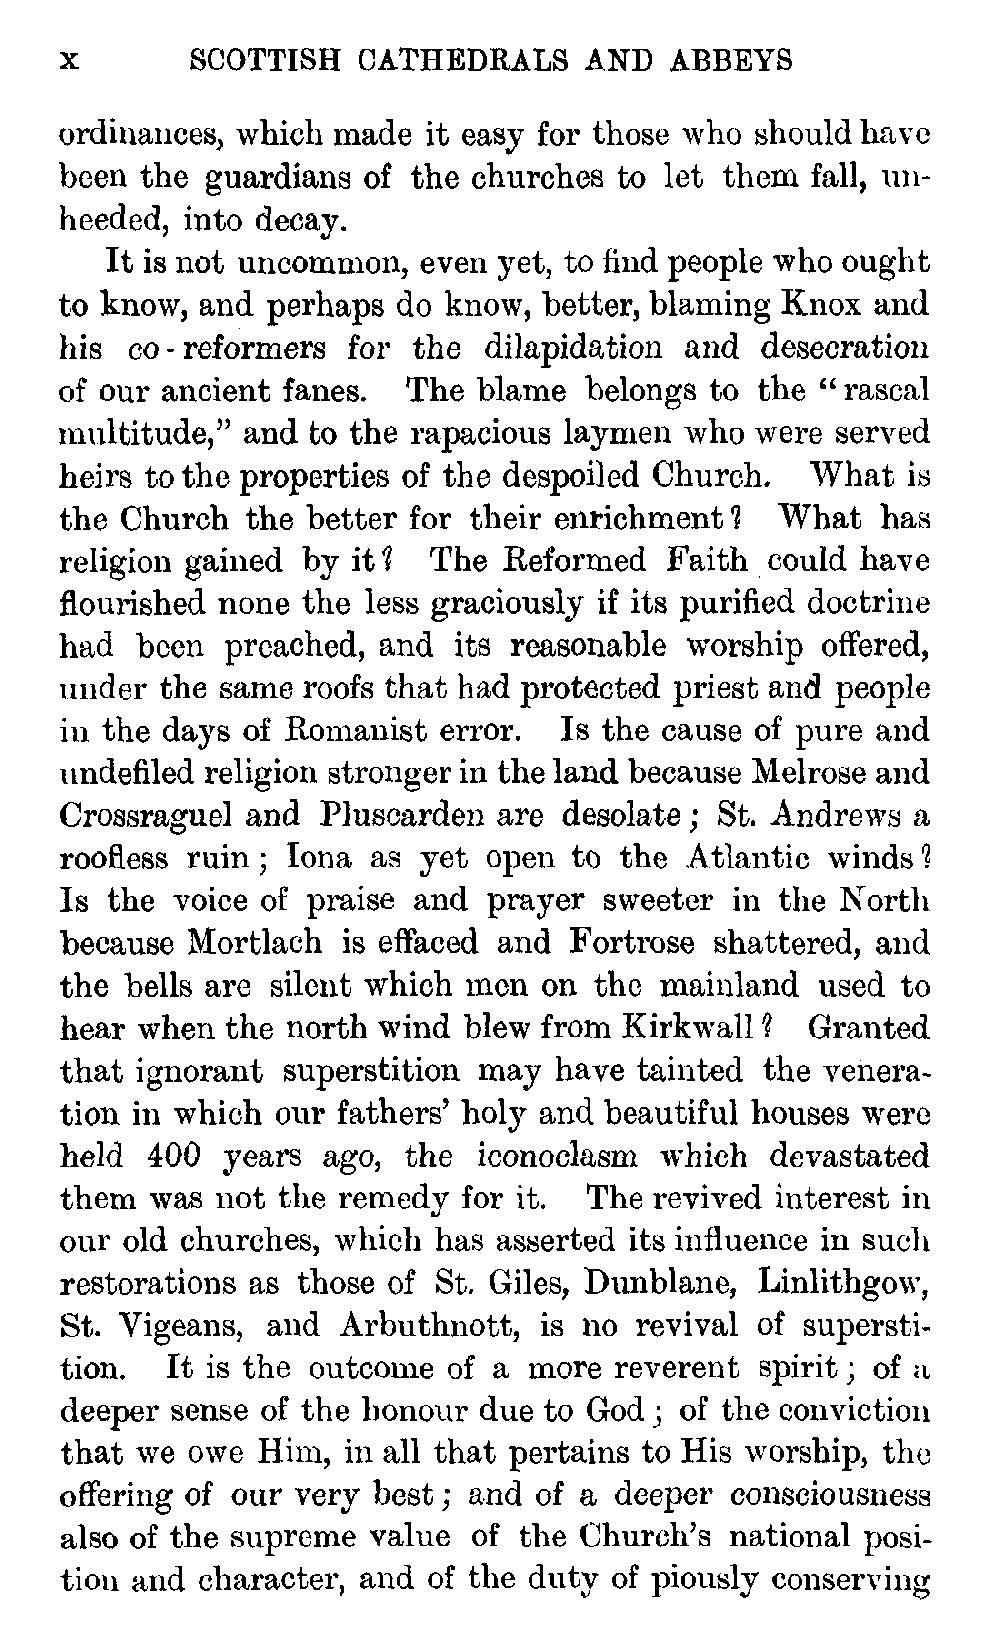 x SCOTTISH CATHEDRALS AND ABBEYS
ordinances, which made it easy for those who should have
been the guardians of the churches to let them fall, un-
heeded, into decay.
It is not uncommon, even yet, to find people who ought
to know, and perhaps do know, better, blaming Knox and
his co-reformers for the dilapidation and desecration
of our ancient fanes. The blame belongs to the "rascal
multitude," and to the rapacious laymen who were served
heirs to the properties of the despoiled Church. What is
the Church the better for their enrichment? What has
religion gained by it? The Reformed Faith could have
flourished none the less graciously if its purified doctrine
had been preached, and its reasonable worship offered,
under the same roofs that had protected priest and people
in the days of Romanist error. Is the cause of pure and
undefiled religion stronger in the land because Melrose and
Crossraguel and Pluscarden are desolate; St. Andrews a
roofless ruin; Iona as yet open to the Atlantic winds?
Is the voice of praise and prayer sweeter in the North
because Mortlach is effaced and Fortrose shattered, and
the bells are silent which men on the mainland used to
hear when the north wind blew from Kirkwall? Granted
that ignorant superstition may have tainted the venera-
tion in which our fathers' holy and beautiful houses were
held 400 years ago, the iconoclasm which devastated
them was not the remedy for it. The revived interest in
our old churches, which has asserted its influence in such
restorations as those of St. Giles, Dunblane, Linlithgow,
St. Vigeans, and Arbuthnott, is no revival of supersti-
tion. It is the outcome of a more reverent spirit; of a
deeper sense of the honour due to God; of the conviction
that we owe Him, in all that pertains to His worship, the
offering of our very best; and of a deeper consciousness
also of the supreme value of the Church's national posi-
tion and character, and of the duty of piously conserving